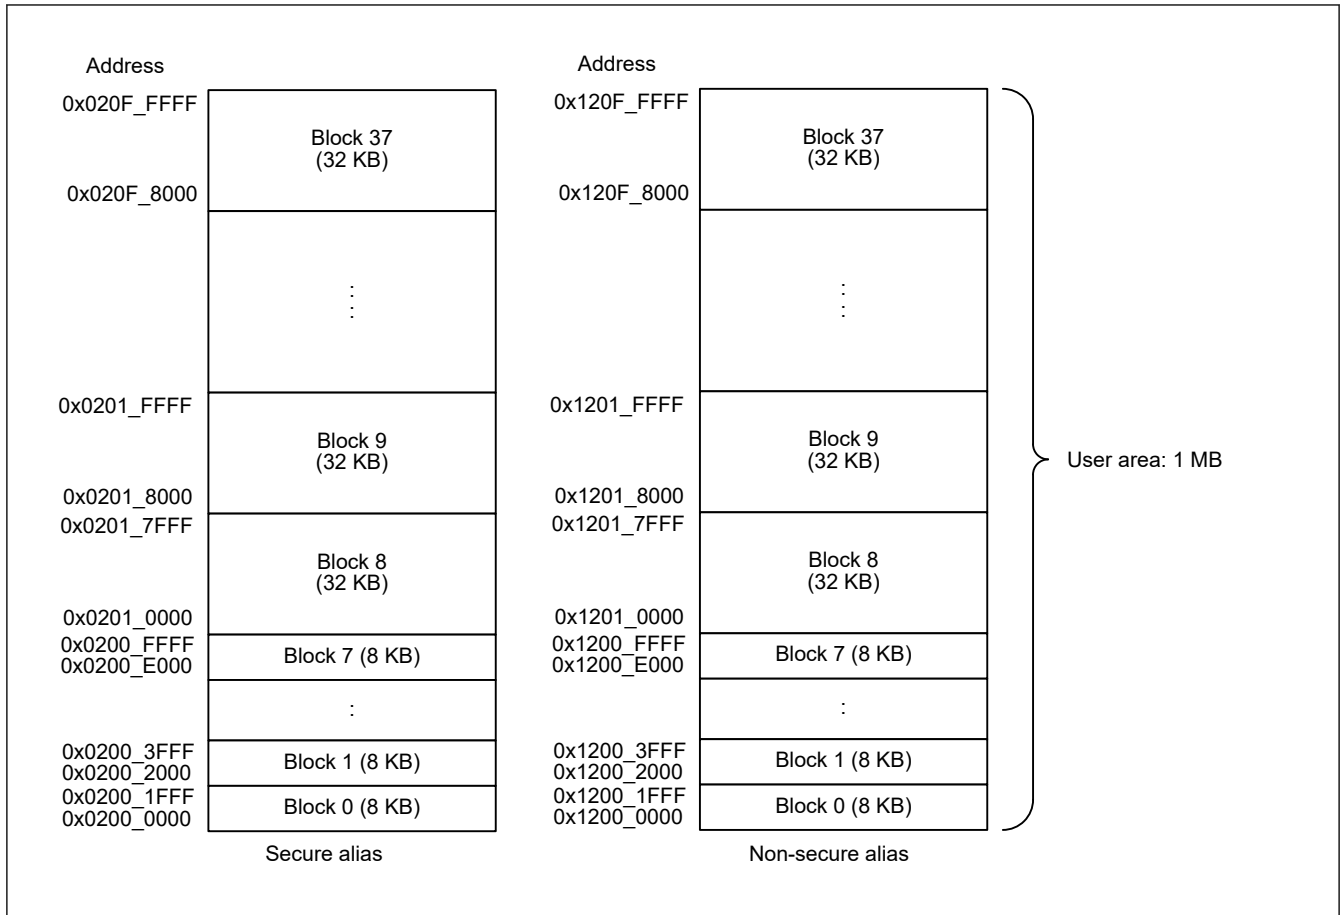 Address
0x020F_FFFF
Block 37
(32 KB)
0x020F_8000
:
:
0x0201_FFFF
Block 9
(32 KB)
0x0201_8000
0x0201_7FFF
Block 8
(32 KB)
0x0201_0000
0x0200_FFFF
0x0200_E000
Block 7 (8 KB)
:
0x0200_3FFF
0x0200_2000
Block 1 (8 KB)
0x0200_1FFF
0x0200_0000
Block 0 (8 KB)
Secure alias
Address
0x120F_FFFF
Block 37
(32 KB)
0x120F_8000
:
:
0x1201_FFFF
Block 9
(32 KB)
0x1201_8000
0x1201_7FFF
Block 8
(32 KB)
0x1201_0000
0x1200_FFFF
0x1200_E000
Block 7 (8 KB)
:
0x1200_3FFF
0x1200_2000
Block 1 (8 KB)
0x1200_1FFF
0x1200_0000
Block 0 (8 KB)
Non-secure alias
User area: 1 MB